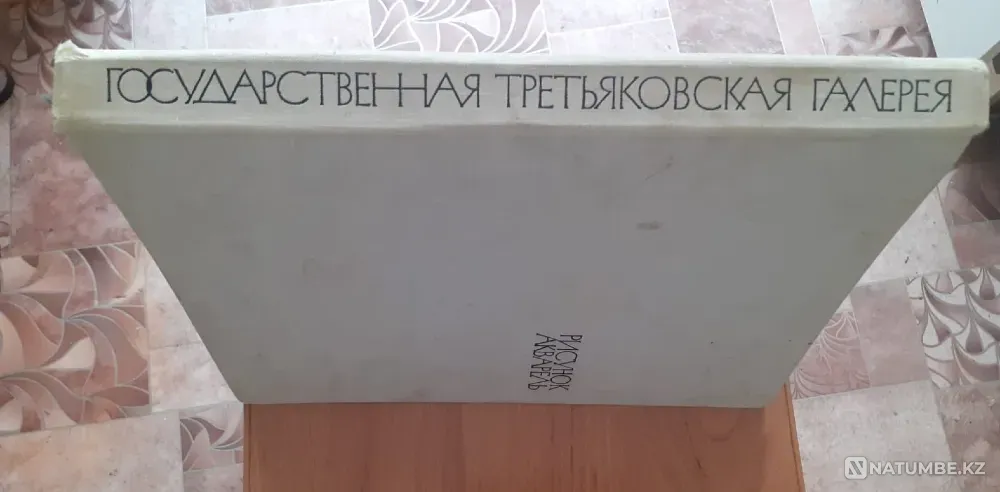 ГОСУДАРСТВЕННАЯ ТРЕТЬЯКОВСКАЯ ГАЛЕРЕЯ
РИСУНОК
АКВАРЕЛЬ
NATUMBE.KZ